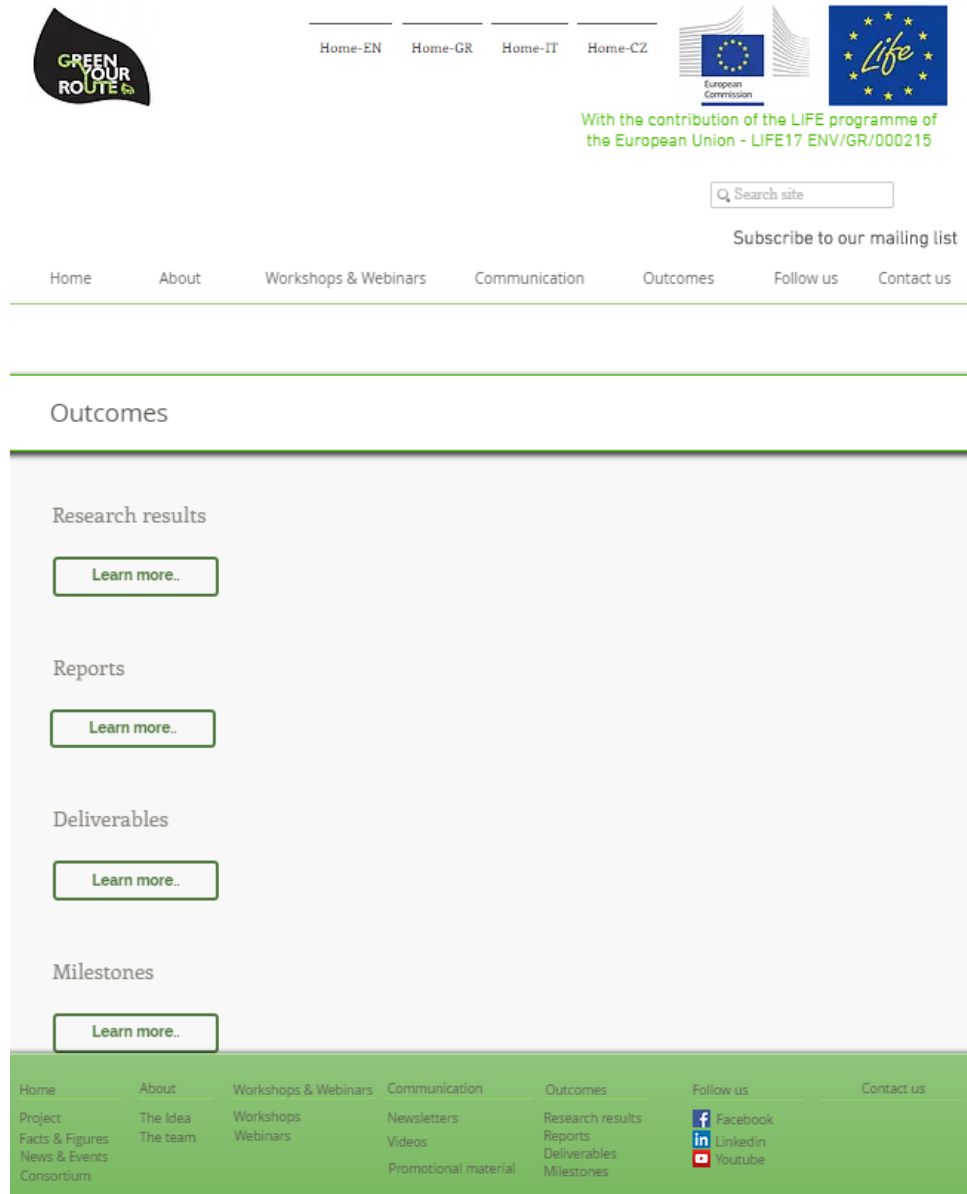 GREEN
YOUR
ROUTE
Home-EN Home-GR Home-IT Home-CZ
European
Commission
Life
With the contribution of the LIFE programme of
the European Union - LIFE17 ENV/GR/000215
Search site
Subscribe to our mailing list
Home About Workshops & Webinars Communication Outcomes Follow us Contact us
Outcomes
Research results
Learn more..
Reports
Learn more..
Deliverables
Learn more..
Milestones
Learn more..
Home About Workshops & Webinars Communication Outcomes Follow us Contact us
Project The Idea Workshops Newsletters Research results Facebook
Facts & Figures The team Webinars Videos Reports Linkedin
News & Events Deliverables Youtube
Consortium Promotional material Milestones